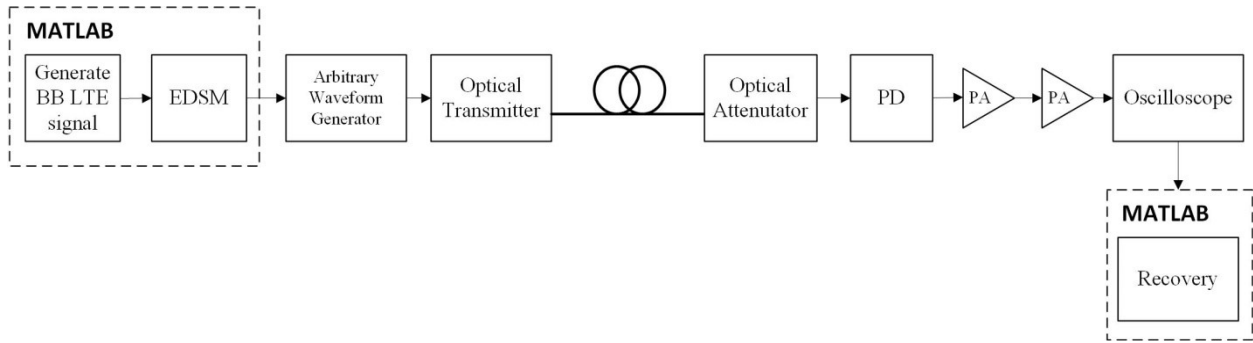 MATLAB
Generate
BB LTE
signal
EDSM
Arbitrary
Waveform
Generator
Optical
Transmitter
Optical
Attenutator
PD
PA
PA
Oscilloscope
MATLAB
Recovery